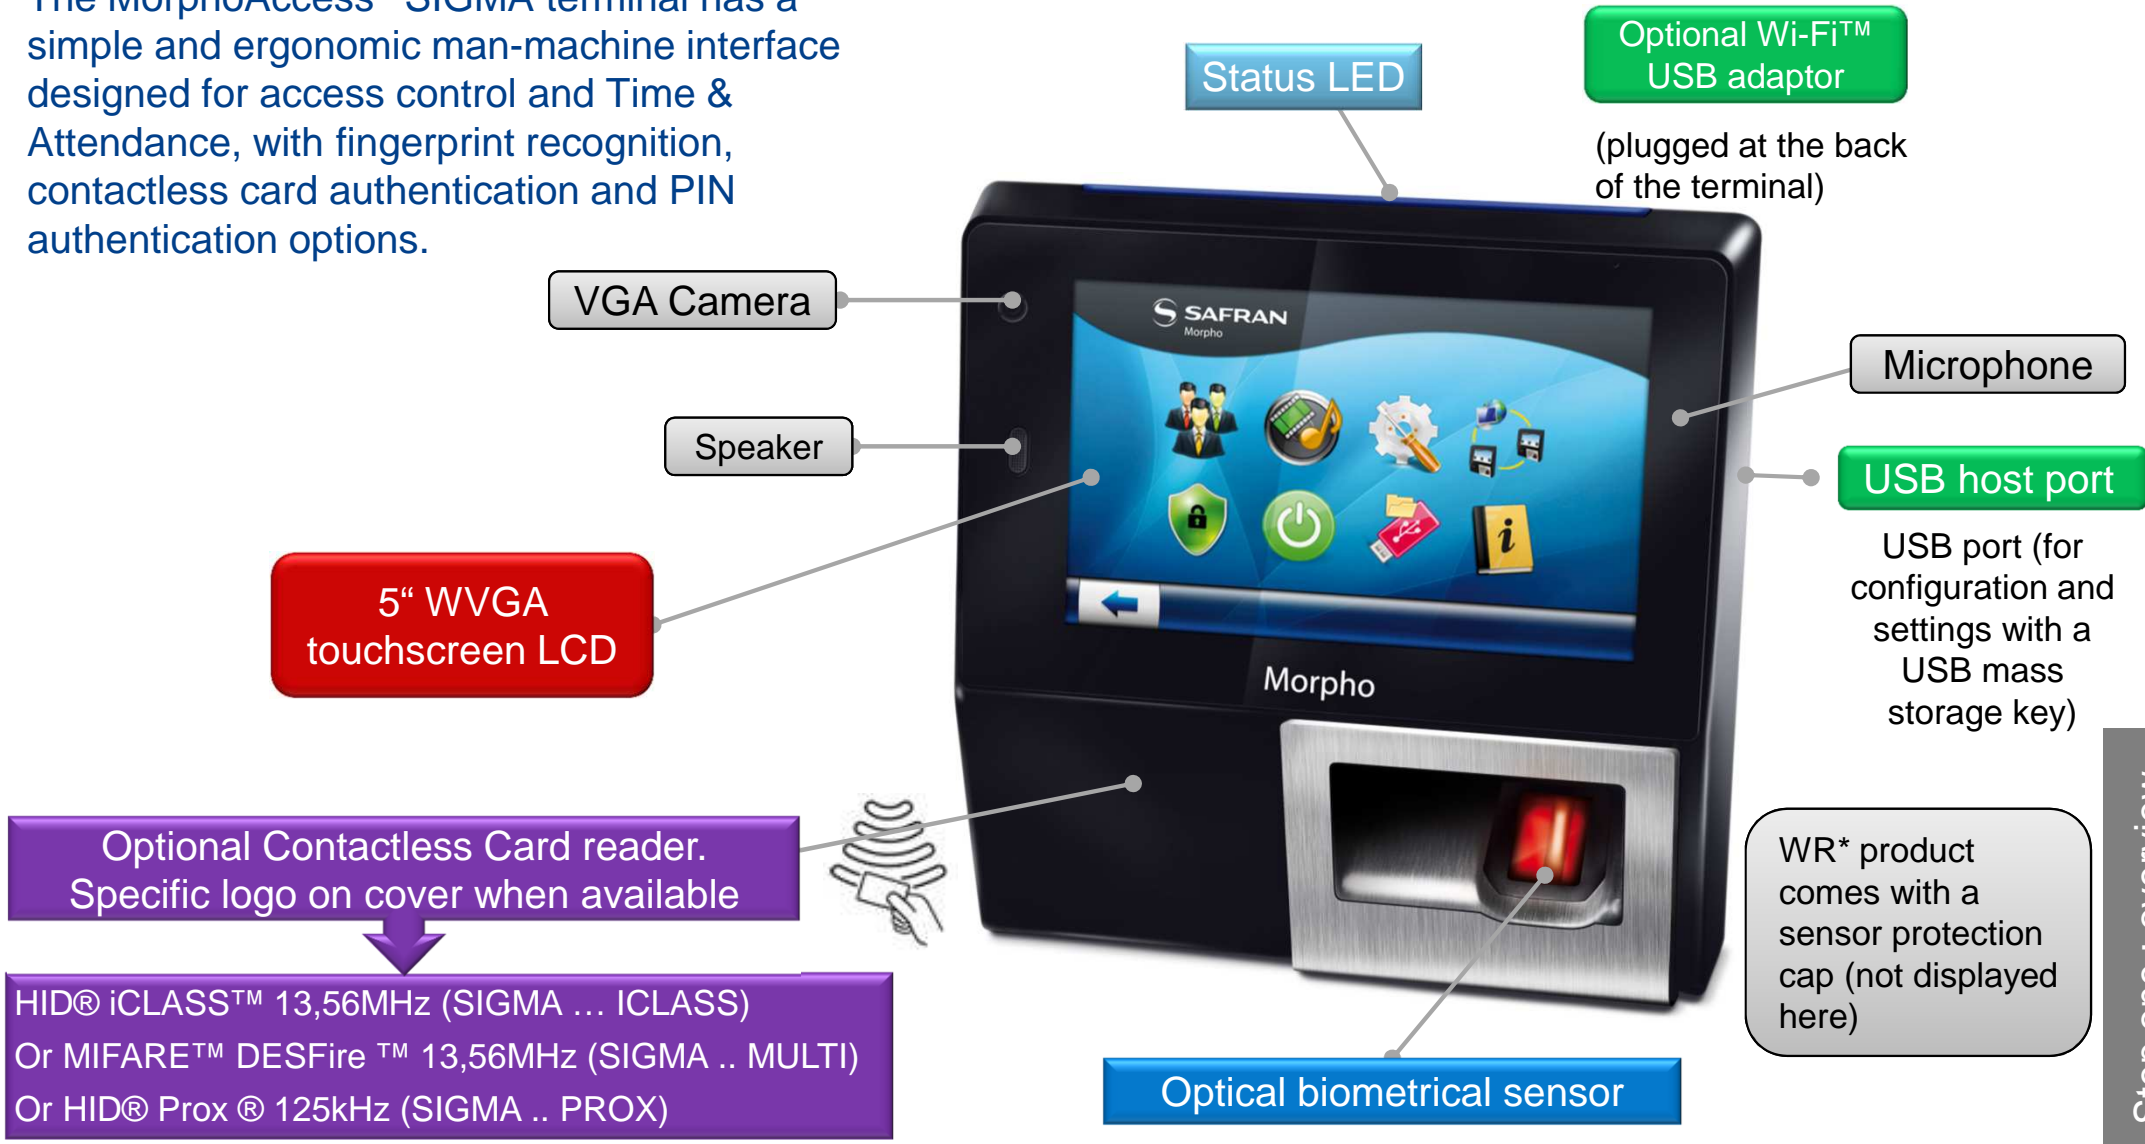 The MorphoAccess® SIGMA terminal has a
simple and ergonomic man-machine interface
designed for access control and Time &
Attendance, with fingerprint recognition,
contactless card authentication and PIN
authentication options.
Status LED
Optional Wi-Fi™
USB adaptor
(plugged at the back
of the terminal)
VGA Camera
SAFRAN
Morpho
Microphone
Speaker
USB host port
USB port (for
configuration and
settings with a
USB mass
storage key)
5“ WVGA
touchscreen LCD
Morpho
Optional Contactless Card reader.
Specific logo on cover when available
WR* product
comes with a
sensor protection
cap (not displayed
here)
HID® iCLASS™ 13,56MHz (SIGMA … ICLASS)
Or MIFARE™ DESFire ™ 13,56MHz (SIGMA .. MULTI)
Or HID® Prox ® 125kHz (SIGMA .. PROX)
Optical biometrical sensor